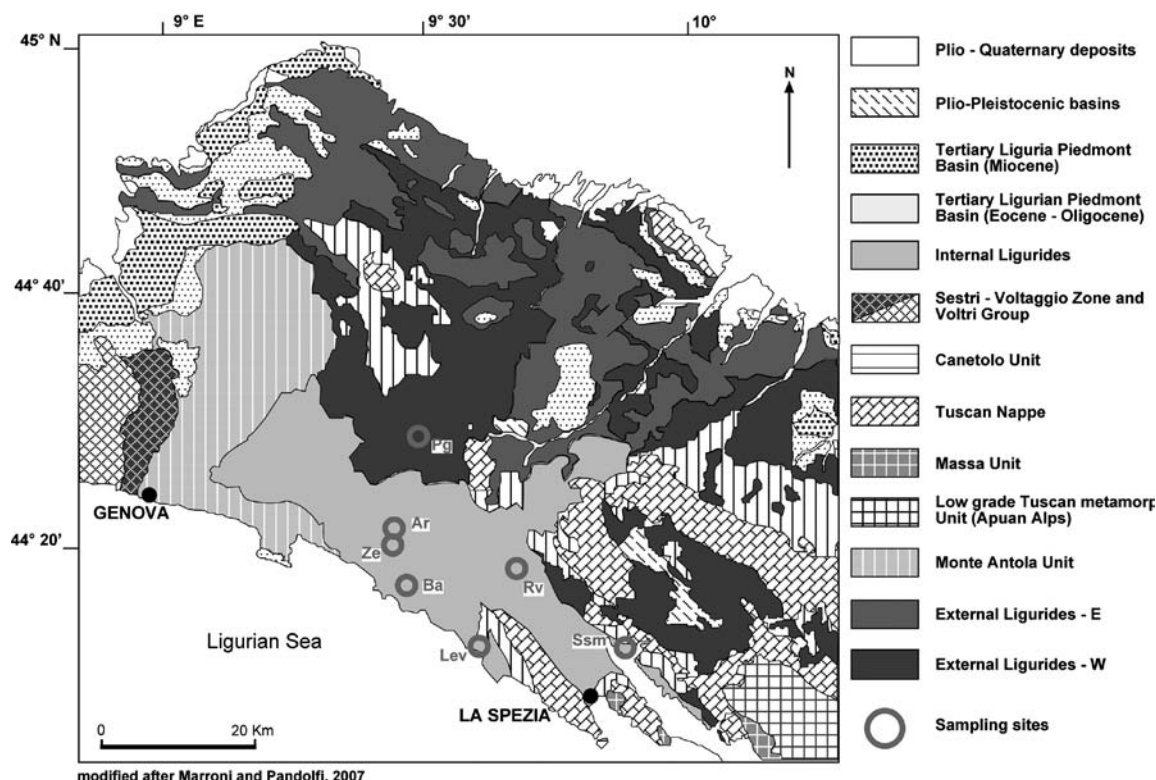 9° E 9° 30' 10°
45° N
44° 40'
44° 20'
N
Pg
GENOVA
Ar
Ze
Ba
Rv
Lev
Ssm
Ligurian Sea
LA SPEZIA
0 20 Km
modified after Marroni and Pandolfi, 2007
Plio - Quaternary deposits
Plio-Pleistocenic basins
Tertiary Liguria Piedmont
Basin (Miocene)
Tertiary Ligurian Piedmont
Basin (Eocene - Oligocene)
Internal Ligurides
Sestri - Voltaggio Zone and
Voltri Group
Canetolo Unit
Tuscan Nappe
Massa Unit
Low grade Tuscan metamorp
Unit (Apuan Alps)
Monte Antola Unit
External Ligurides - E
External Ligurides - W
Sampling sites